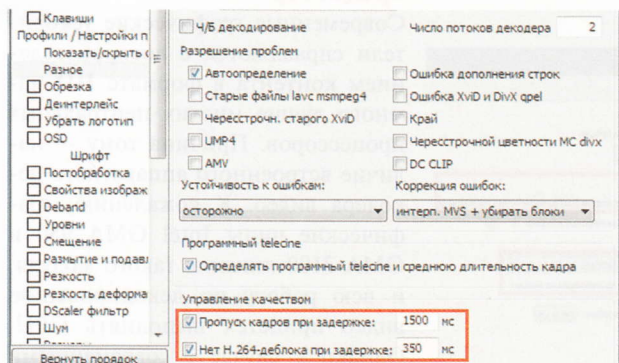 Клавиши
Профили / Настройки п
Показать/скрыть
Разное
Обрезка
Деинтерлейс
Убрать логотип
OSD
Шрифт
Постобработка
Свойства изображ
Deband
Уровни
Смещение
Размытие и подавл
Резкость
Резкость деформа
DScaler фильтр
Шум
Вернуть порядок
Ч/Б декодирование
Число потоков декодера 2
Разрешение проблем
Автоопределение
Ошибка дополнения строк
Старые файлы lavc msmpeg4
Ошибка XviD и DivX qpel
Чересстрочн. старого XviD
Край
UMP4
Чересстрочной цветности MC divx
AMV
DC CLIP
Устойчивость к ошибкам:
Коррекция ошибок:
осторожно
интерп. MVS + убирать блоки
Программный telecine
Определять программный telecine и среднюю длительность кадра
Управление качеством
Пропуск кадров при задержке: 1500 мс
Нет H.264-деблока при задержке: 350 мс